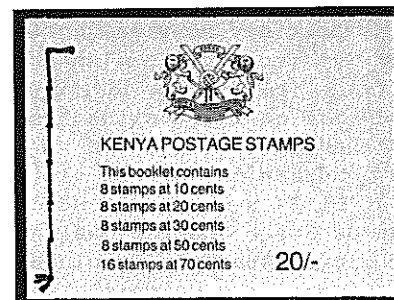 KENYA POSTAGE STAMPS
This booklet contains
8 stamps at 10 cents
8 stamps at 20 cents
8 stamps at 30 cents
8 stamps at 50 cents
16 stamps at 70 cents 20/-